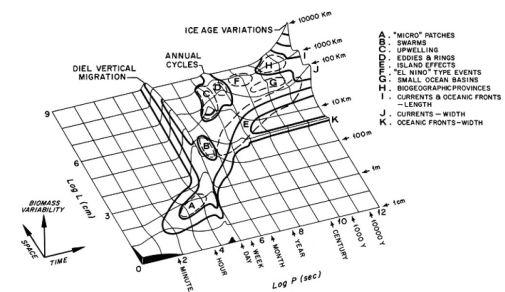 ICE AGE VARIATIONS
10000 Km
1000 Km
100 Km
10 Km
100m
1m
1cm
ANNUAL
CYCLES
DIEL VERTICAL
MIGRATION
A. "MICRO" PATCHES
B. SWARMS
C. UPWELLING
D. EDDIES & RINGS
E. ISLAND EFFECTS
F. "EL NINO" TYPE EVENTS
G. SMALL OCEAN BASINS
H. BIOGEOGRAPHIC PROVINCES
I. CURRENTS & OCEANIC FRONTS
-LENGTH
J. CURRENTS-WIDTH
K. OCEANIC FRONTS-WIDTH
A
B
C
D
E
F
G
H
I
J
K
9
6
3
Log L (cm)
BIOMASS
VARIABILITY
SPACE
TIME
0
2
4
6
8
10
12
MINUTE
HOUR
DAY
WEEK
MONTH
YEAR
CENTURY
1000 Y
10000 Y
Log P (sec)